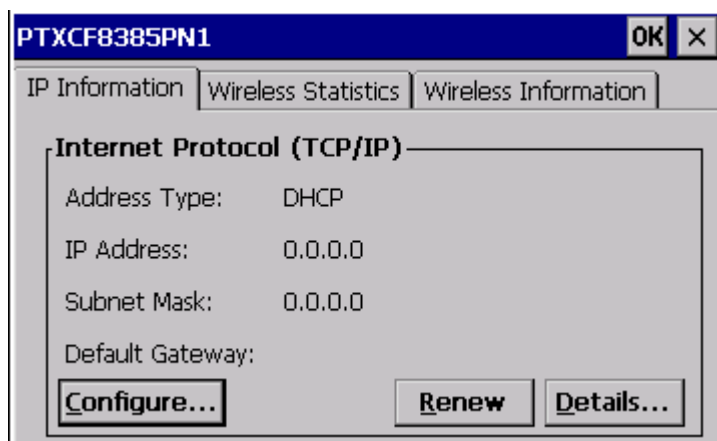 PTXCF8385PN1 OK ×
IP Information Wireless Statistics Wireless Information
Internet Protocol (TCP/IP)
Address Type: DHCP
IP Address: 0.0.0.0
Subnet Mask: 0.0.0.0
Default Gateway:
Configure... Renew Details...